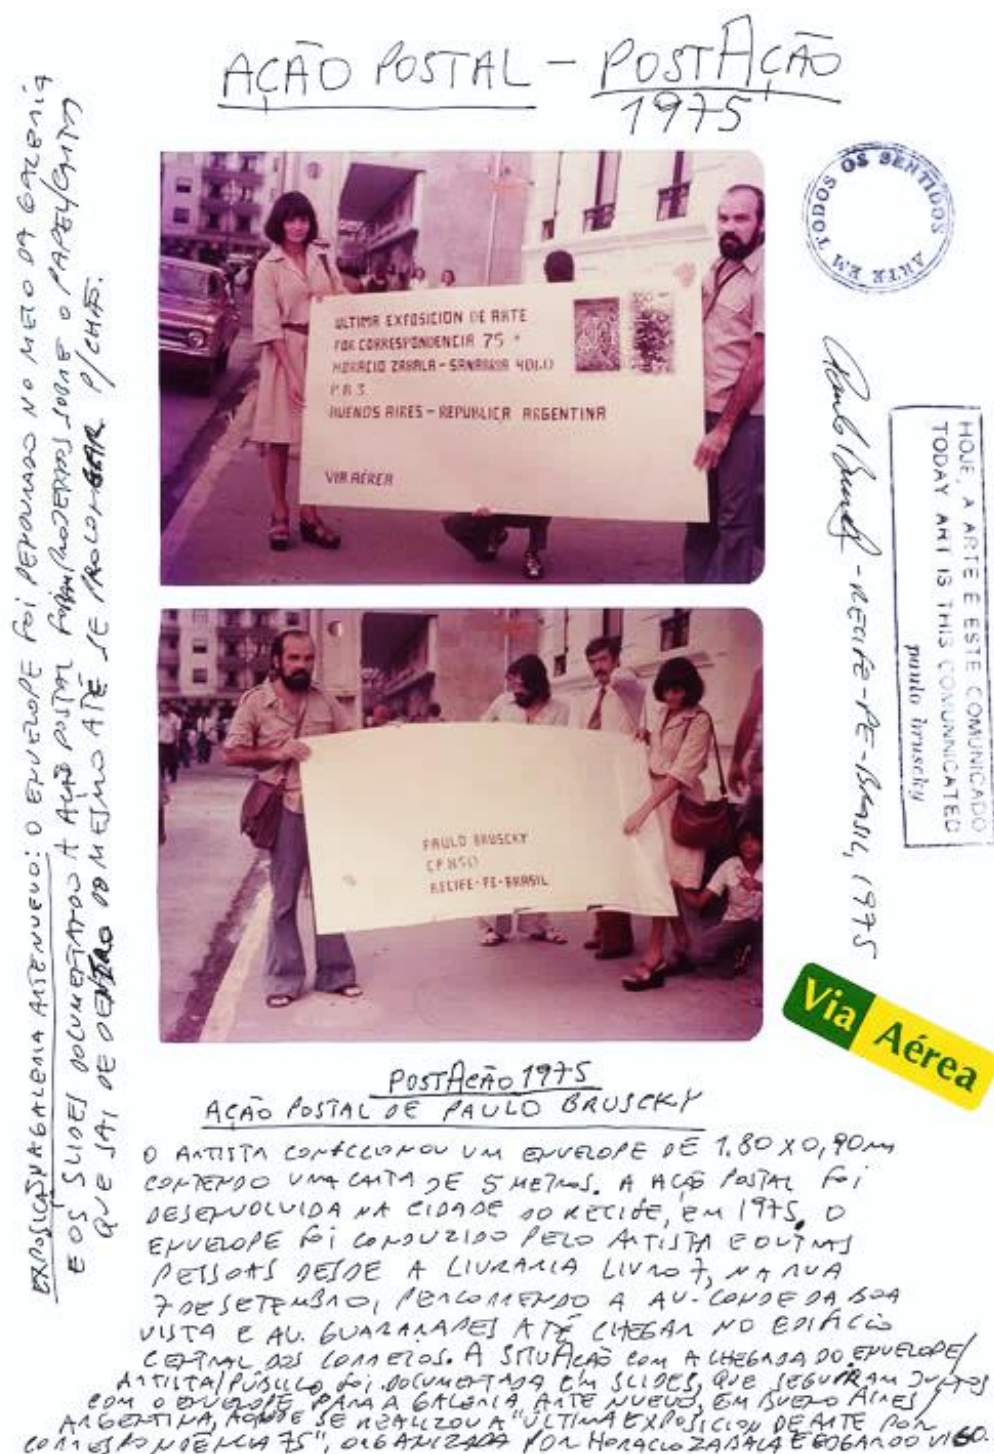 AÇÃO POSTAL – POSTAÇÃO
1975
EXPOSIÇÃO NA GALERIA ARTE NUEVO: O ENVELOPE FOI PENDURADO NO MEIO DA GALERIA
E OS SLIDES DOCUMENTANDO A AÇÃO POSTAL FORAM PROJETADOS SOBRE O PAPEL/CARTA
QUE SAI DE DENTRO DO MESMO ATÉ SE PROLONGAR P/CHÃO.
ULTIMA EXPOSICION DE ARTE
POR CORRESPONDENCIA 75
HORACIO ZABALA – SANABRIA
BUENOS AIRES – REPUBLICA ARGENTINA
VIA AÉREA
PAULO BRUSCKY
CP 850
RECIFE-PE-BRASIL
ARTE EM TODOS OS SENTIDOS
Paulo Bruscky - RECIFE-PE-BRASIL, 1975
HOJE, A ARTE É ESTE COMUNICADO
TODAY ART IS THIS COMUNNICATED
paulo bruscky
Via Aérea
POSTAÇÃO 1975
AÇÃO POSTAL DE PAULO BRUSCKY
O ARTISTA CONFECCIONOU UM ENVELOPE DE 1.80 X 0,90m
CONTENDO UMA CARTA DE 5 METROS. A AÇÃO POSTAL FOI
DESENVOLVIDA NA CIDADE DO RECIFE, EM 1975. O
ENVELOPE FOI CONDUZIDO PELO ARTISTA E OUTRAS
PESSOAS DESDE A LIVRARIA LIVRO 7, NA RUA
7 DE SETEMBRO, PERCORRENDO A AV. CONDE DA BOA
VISTA E AV. GUARARAPES ATÉ CHEGAR NO EDIFÍCIO
CENTRAL DOS CORREIOS. A SITUAÇÃO COM A CHEGADA DO ENVELOPE/
ARTISTA/PÚBLICO FOI DOCUMENTADA EM SLIDES, QUE SEGUIRAM JUNTOS
COM O ENVELOPE PARA A GALERIA ARTE NUEVO, EM BUENO AIRES/
ARGENTINA, AONDE SE REALIZOU A "ULTIMA EXPOSICION DE ARTE POR
CORRESPONDENCIA 75", ORGANIZADA POR HORACIO ZABALA E EDGARDO VIGO.